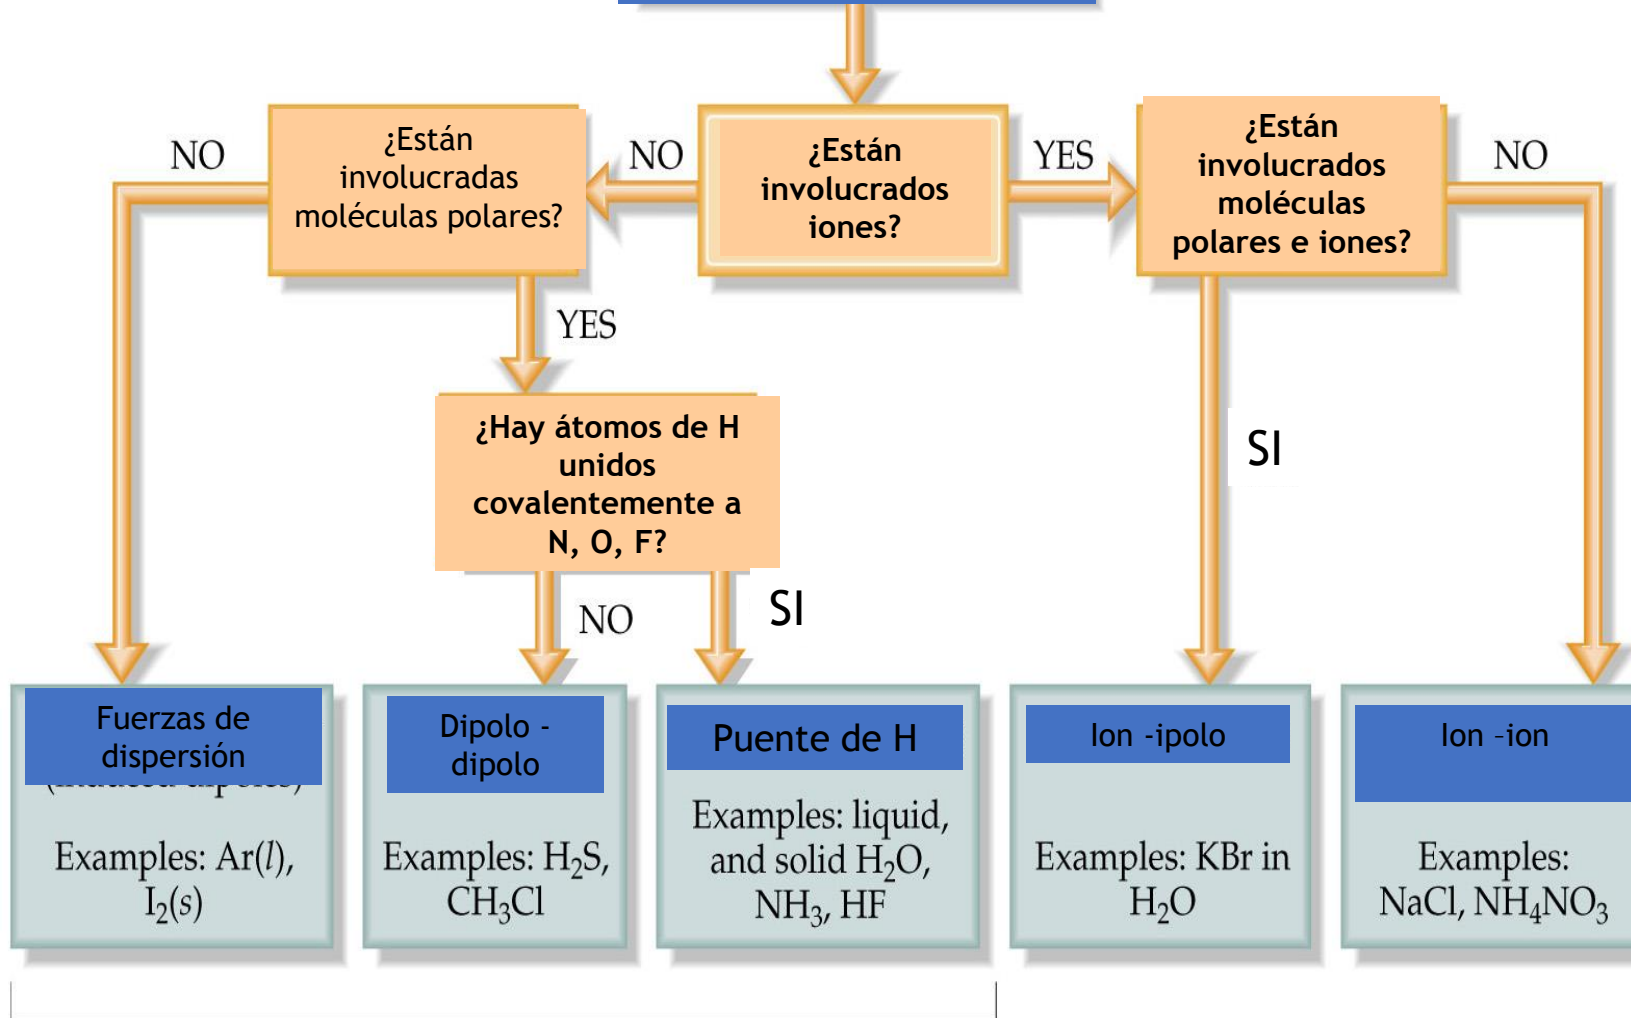 NO
¿Están
involucradas
moléculas polares?
NO
¿Están
involucrados
iones?
YES
¿Están
involucrados
moléculas
polares e iones?
NO
YES
¿Hay átomos de H
unidos
covalentemente a
N, O, F?
SI
NO
SI
Fuerzas de
dispersión
Examples: Ar(l),
I₂(s)
Dipolo -
dipolo
Examples: H₂S,
CH₃Cl
Puente de H
Examples: liquid,
and solid H₂O,
NH₃, HF
Ion -ipolo
Examples: KBr in
H₂O
Ion –ion
Examples:
NaCl, NH₄NO₃